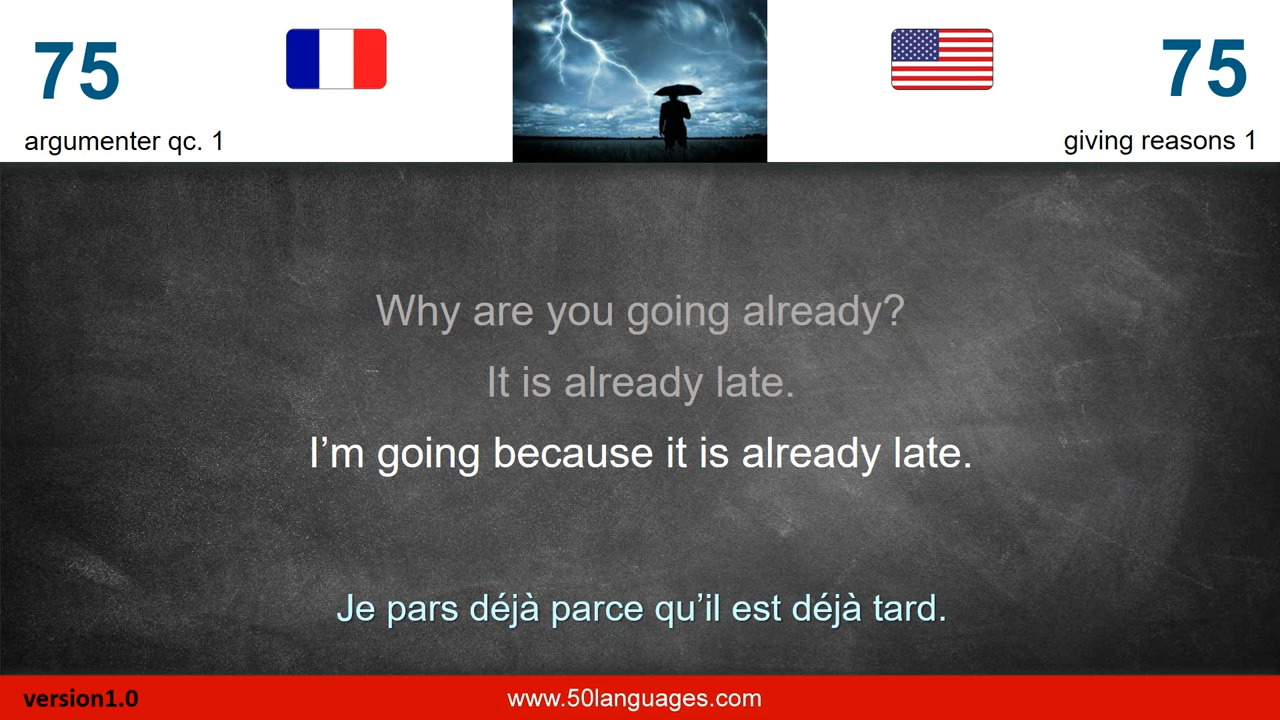 75
75
argumenter qc. 1
giving reasons 1
Why are you going already?
It is already late.
I’m going because it is already late.
Je pars déjà parce qu’il est déjà tard.
version1.0
www.50languages.com